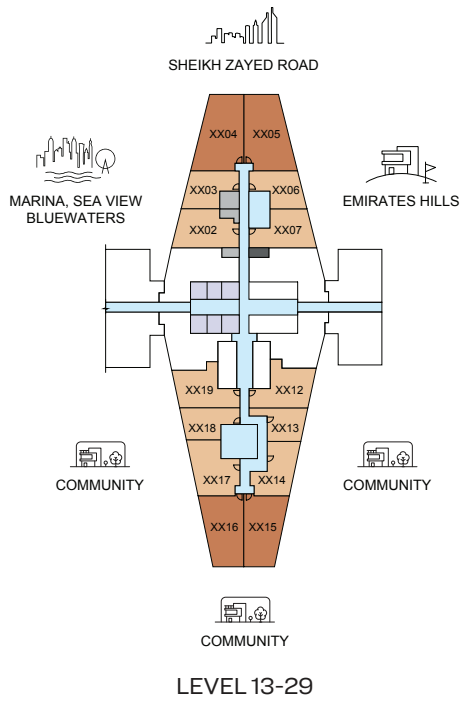 SHEIKH ZAYED ROAD
XX04 XX05
MARINA, SEA VIEW
BLUEWATERS
EMIRATES HILLS
XX03 XX06
XX02 XX07
XX19 XX12
XX18 XX13
XX17 XX14
COMMUNITY COMMUNITY
XX16 XX15
COMMUNITY
LEVEL 13-29